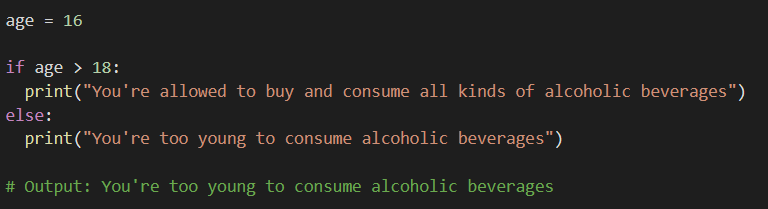 age = 16
if age > 18:
  print("You're allowed to buy and consume all kinds of alcoholic beverages")
else:
  print("You're too young to consume alcoholic beverages")
# Output: You're too young to consume alcoholic beverages